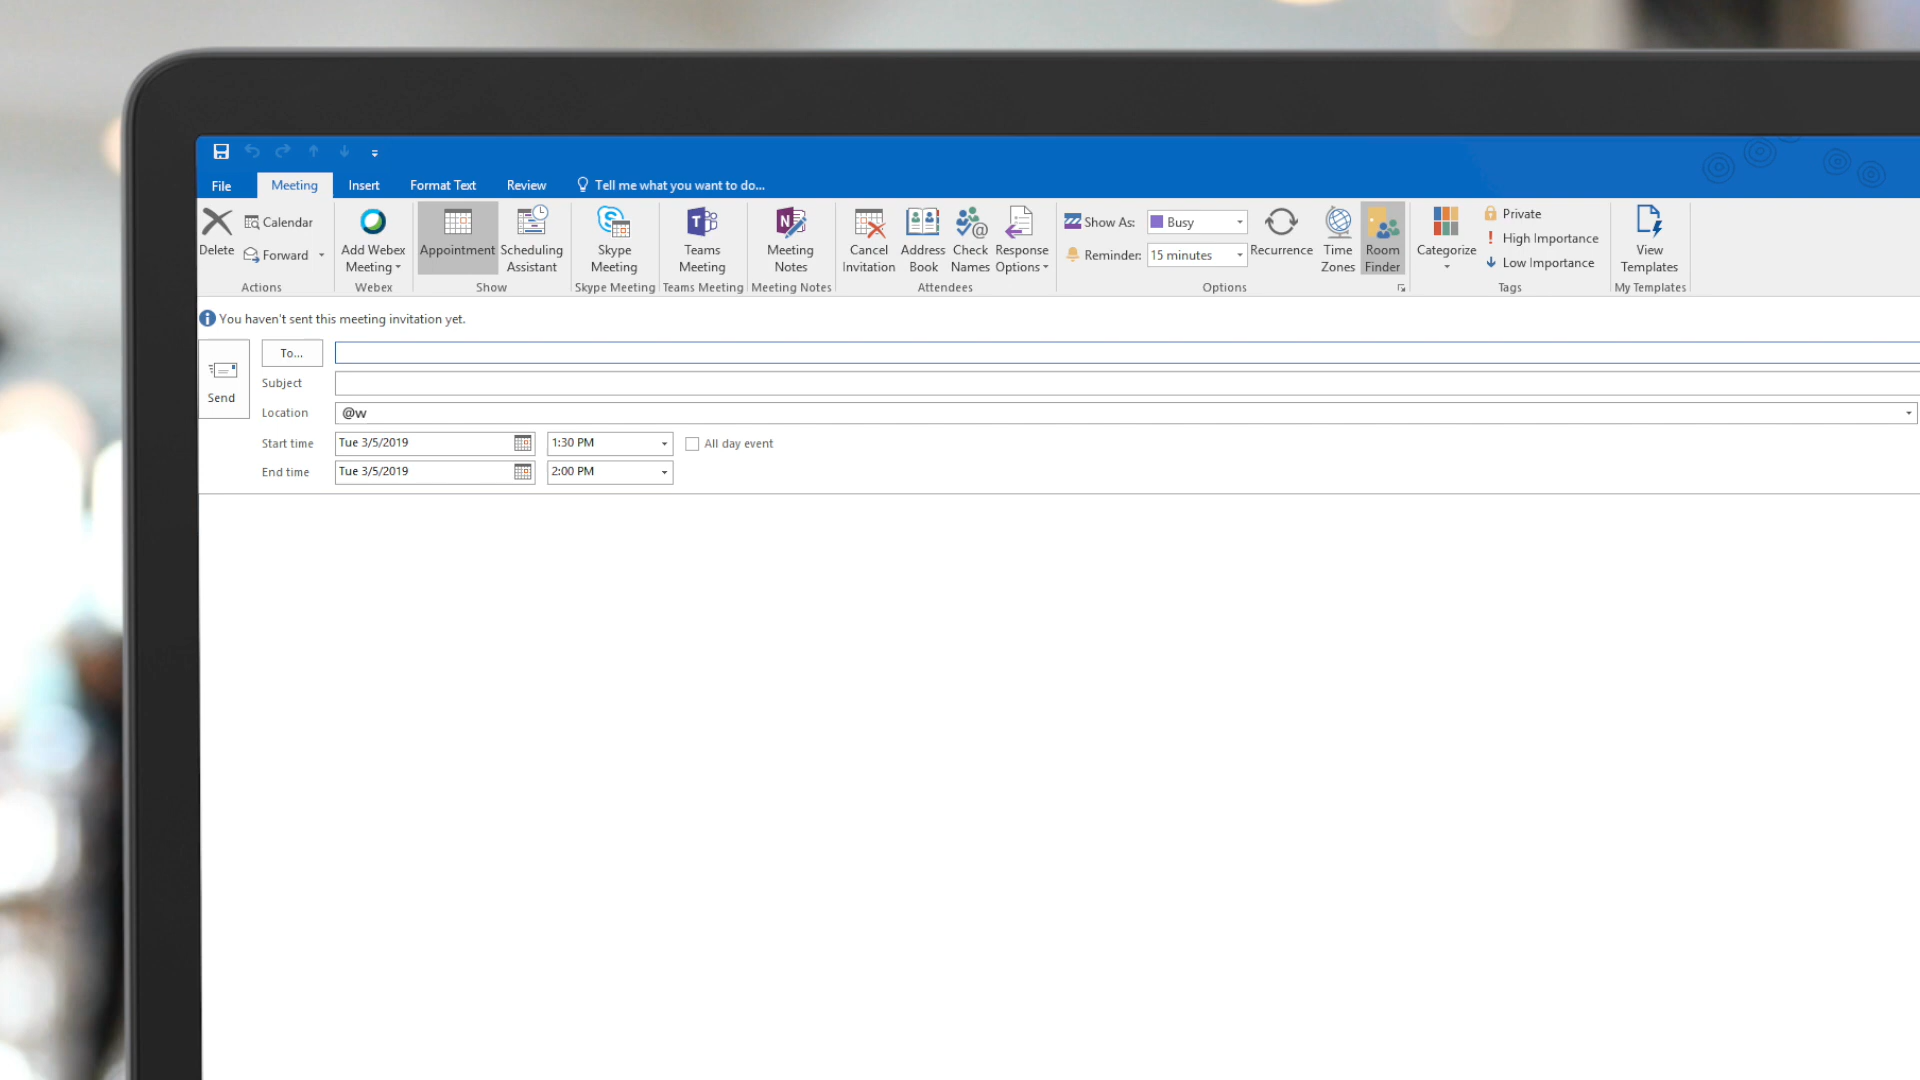 File Meeting Insert Format Text Review Tell me what you want to do...
Delete Calendar Forward
Actions
Add Webex Meeting
Webex
Appointment Scheduling Assistant
Show
Skype Meeting
Skype Meeting
Teams Meeting
Teams Meeting
Meeting Notes
Meeting Notes
Cancel Invitation Address Book Check Names Response Options
Attendees
Show As: Busy
Reminder: 15 minutes
Recurrence Time Zones Room Finder
Options
Categorize
Private
High Importance
Low Importance
Tags
View Templates
My Templates
You haven't sent this meeting invitation yet.
Send
To...
Subject
Location @w
Start time Tue 3/5/2019 1:30 PM All day event
End time Tue 3/5/2019 2:00 PM